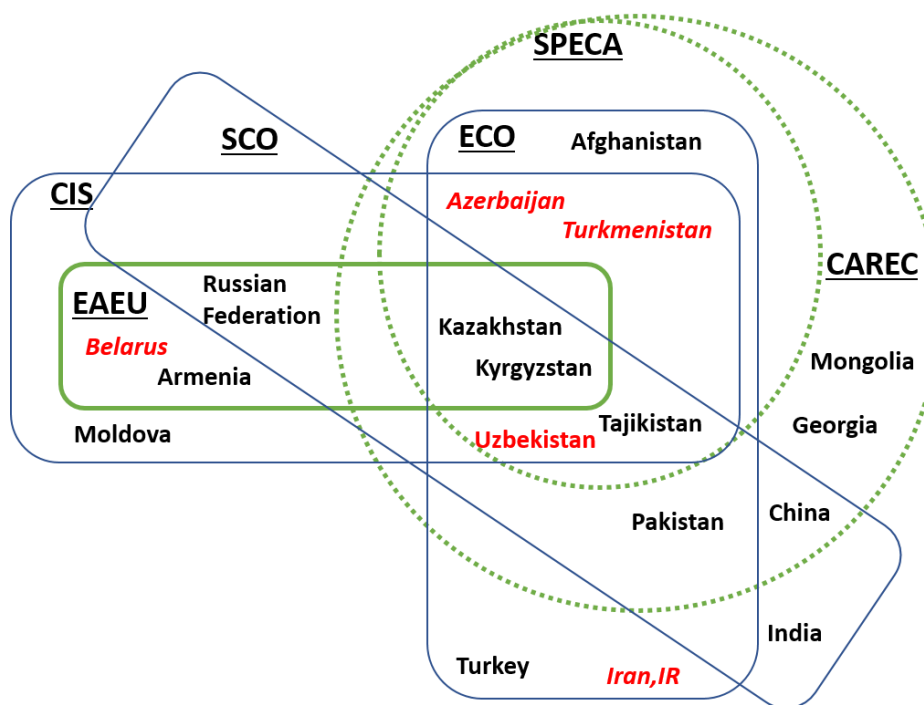 SPECA
SCO
ECO
Afghanistan
CIS
Azerbaijan
Turkmenistan
CAREC
EAEU
Russian
Federation
Kazakhstan
Belarus
Armenia
Kyrgyzstan
Mongolia
Moldova
Uzbekistan
Tajikistan
Georgia
Pakistan
China
India
Turkey
Iran,IR